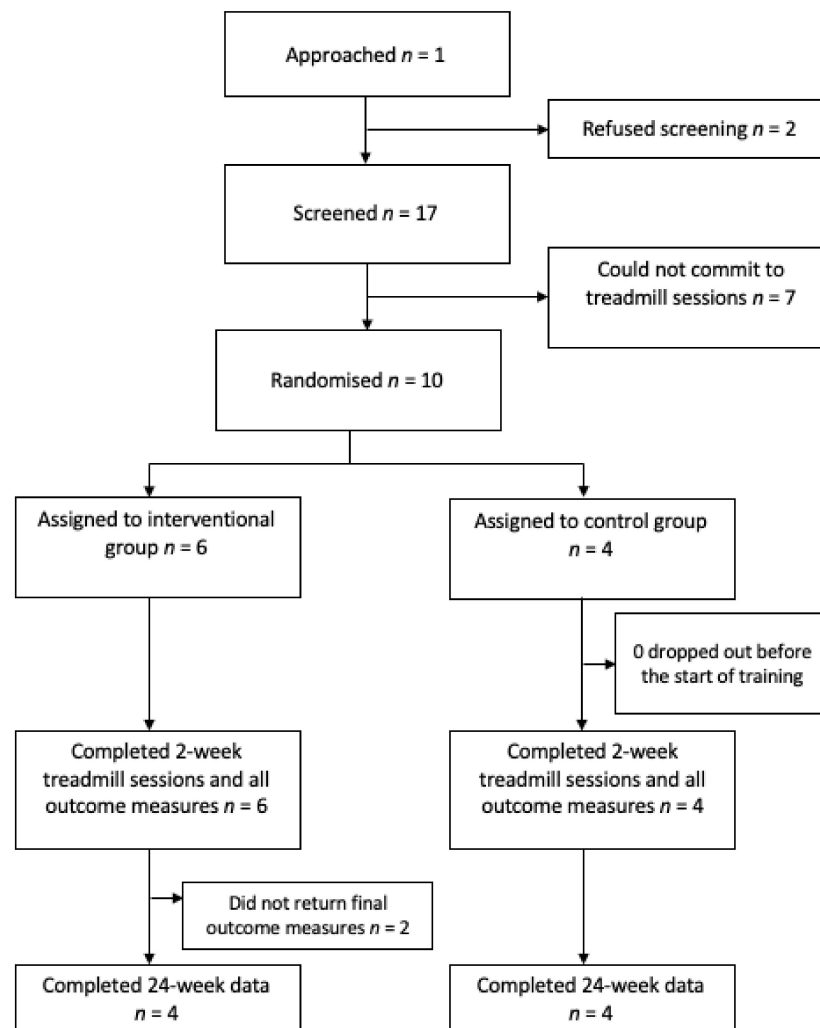 Approached n = 1
Refused screening n = 2
Screened n = 17
Could not commit to
treadmill sessions n = 7
Randomised n = 10
Assigned to interventional
group n = 6
Assigned to control group
n = 4
0 dropped out before
the start of training
Completed 2-week
treadmill sessions and all
outcome measures n = 6
Completed 2-week
treadmill sessions and all
outcome measures n = 4
Did not return final
outcome measures n = 2
Completed 24-week data
n = 4
Completed 24-week data
n = 4